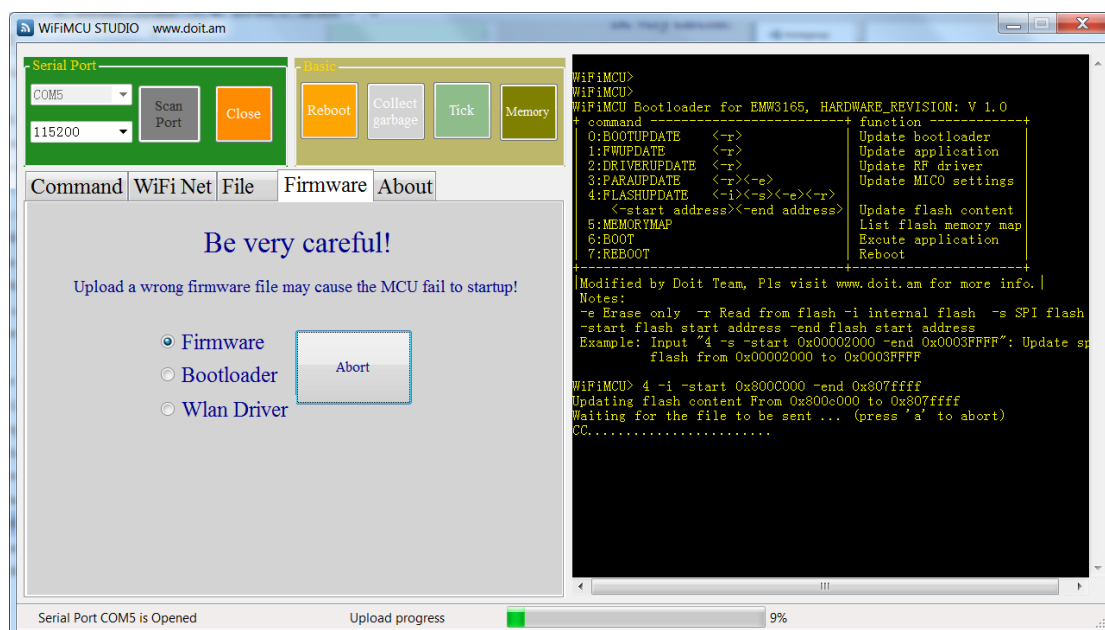 WiFiMCU STUDIO www.doit.am
Serial Port
COM5
115200
Scan
Port
Close
Basic
Reboot
Collect
garbage
Tick
Memory
Command WiFi Net File Firmware About
Be very careful!
Upload a wrong firmware file may cause the MCU fail to startup!
Firmware
Bootloader
Wlan Driver
Abort
WiFiMCU>
WiFiMCU>
WiFiMCU Bootloader for EMW3165, HARDWARE_REVISION: V 1.0
+ command -------------------------+ function ------------+
| 0:BOOTUPDATE <-r> | Update bootloader |
| 1:FWUPDATE <-r> | Update application |
| 2:DRIVERUPDATE <-r> | Update RF driver |
| 3:PARAUPDATE <-r><-e> | Update MICO settings |
| 4:FLASHUPDATE <-i><-s><-e><-r> | |
| <-start address><-end address> | Update flash content |
| 5:MEMORYMAP | List flash memory map|
| 6:BOOT | Excute application |
| 7:REBOOT | Reboot |
+----------------------------------+----------------------+
|Modified by Doit Team, Pls visit www.doit.am for more info. |
Notes:
-e Erase only -r Read from flash -i internal flash -s SPI flash
-start flash start address -end flash start address
Example: Input "4 -s -start 0x00002000 -end 0x0003FFFF": Update sp
flash from 0x00002000 to 0x0003FFFF
WiFiMCU> 4 -i -start 0x800C000 -end 0x807ffff
Updating flash content From 0x800c000 to 0x807ffff
Waiting for the file to be sent ... (press 'a' to abort)
CC........................
Serial Port COM5 is Opened
Upload progress
9%